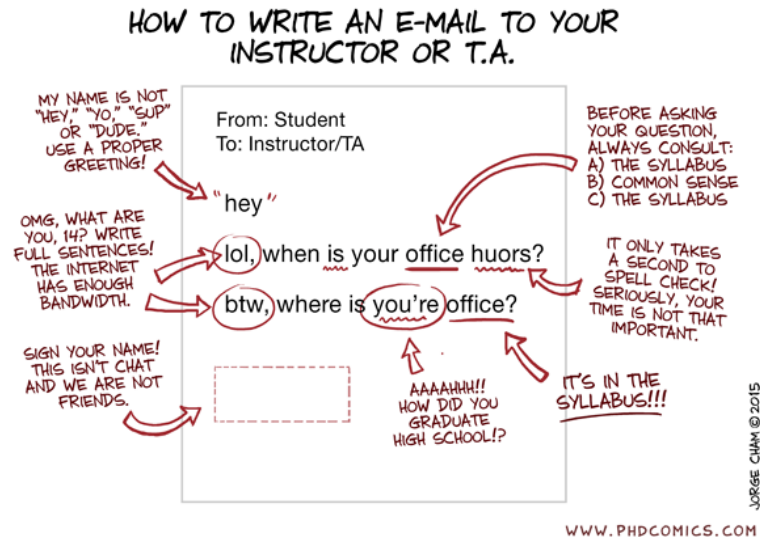 HOW TO WRITE AN E-MAIL TO YOUR
INSTRUCTOR OR T.A.
MY NAME IS NOT
"HEY," "YO," "SUP"
OR "DUDE."
USE A PROPER
GREETING!
From: Student
To: Instructor/TA
BEFORE ASKING
YOUR QUESTION,
ALWAYS CONSULT:
A) THE SYLLABUS
B) COMMON SENSE
C) THE SYLLABUS
"hey"
OMG, WHAT ARE
YOU, 14? WRITE
FULL SENTENCES!
THE INTERNET
HAS ENOUGH
BANDWIDTH.
lol, when is your office huors?
btw, where is you're office?
IT ONLY TAKES
A SECOND TO
SPELL CHECK!
SERIOUSLY, YOUR
TIME IS NOT THAT
IMPORTANT.
SIGN YOUR NAME!
THIS ISN'T CHAT
AND WE ARE NOT
FRIENDS.
AAAAHHH!!
HOW DID YOU
GRADUATE
HIGH SCHOOL!?
IT'S IN THE
SYLLABUS!!!
JORGE CHAM © 2015
WWW.PHDCOMICS.COM